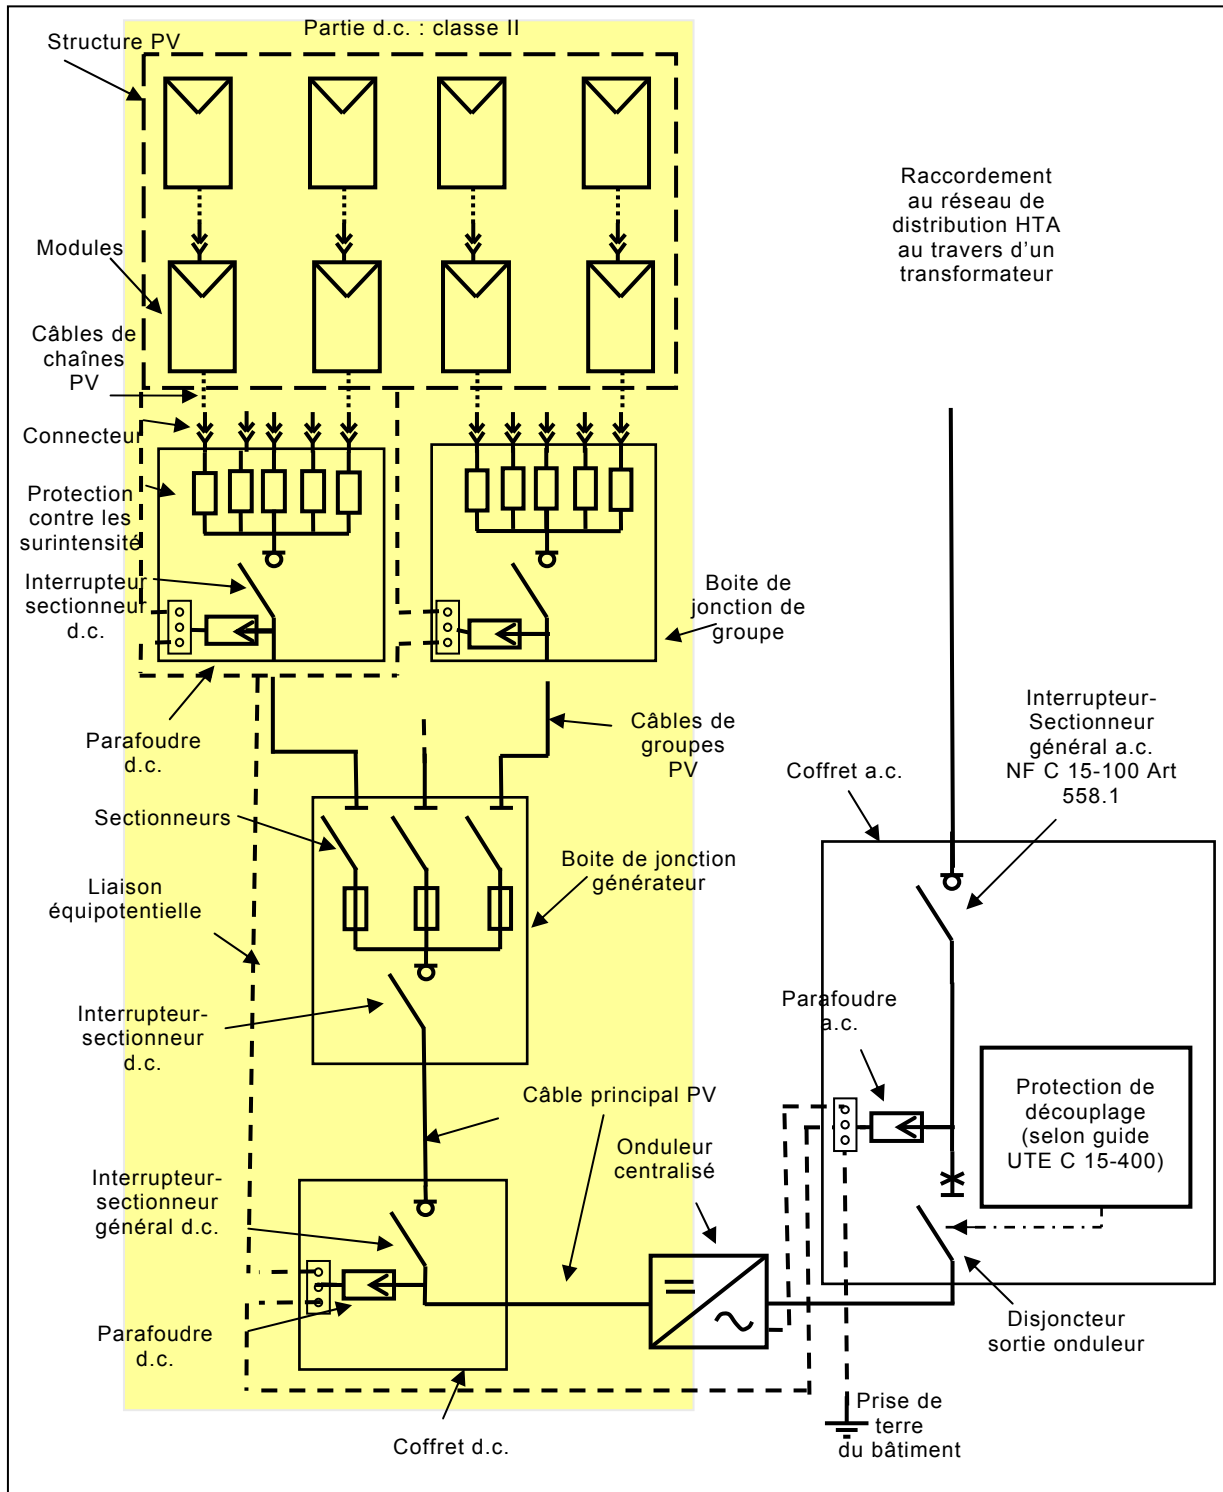 Partie d.c. : classe II
Structure PV
Modules
Câbles de
chaînes
PV
Connecteur
Protection
contre les
surintensité
Interrupteur
sectionneur
d.c.
Parafoudre
d.c.
Boite de
jonction de
groupe
Câbles de
groupes
PV
Sectionneurs
Boite de jonction
générateur
Liaison
équipotentielle
Interrupteur-
sectionneur
d.c.
Câble principal PV
Onduleur
centralisé
Interrupteur-
sectionneur
général d.c.
Parafoudre
d.c.
Coffret d.c.
Raccordement
au réseau de
distribution HTA
au travers d’un
transformateur
Interrupteur-
Sectionneur
général a.c.
NF C 15-100 Art
558.1
Coffret a.c.
Parafoudre
a.c.
Protection de
découplage
(selon guide
UTE C 15-400)
Disjoncteur
sortie onduleur
Prise de
terre
du bâtiment